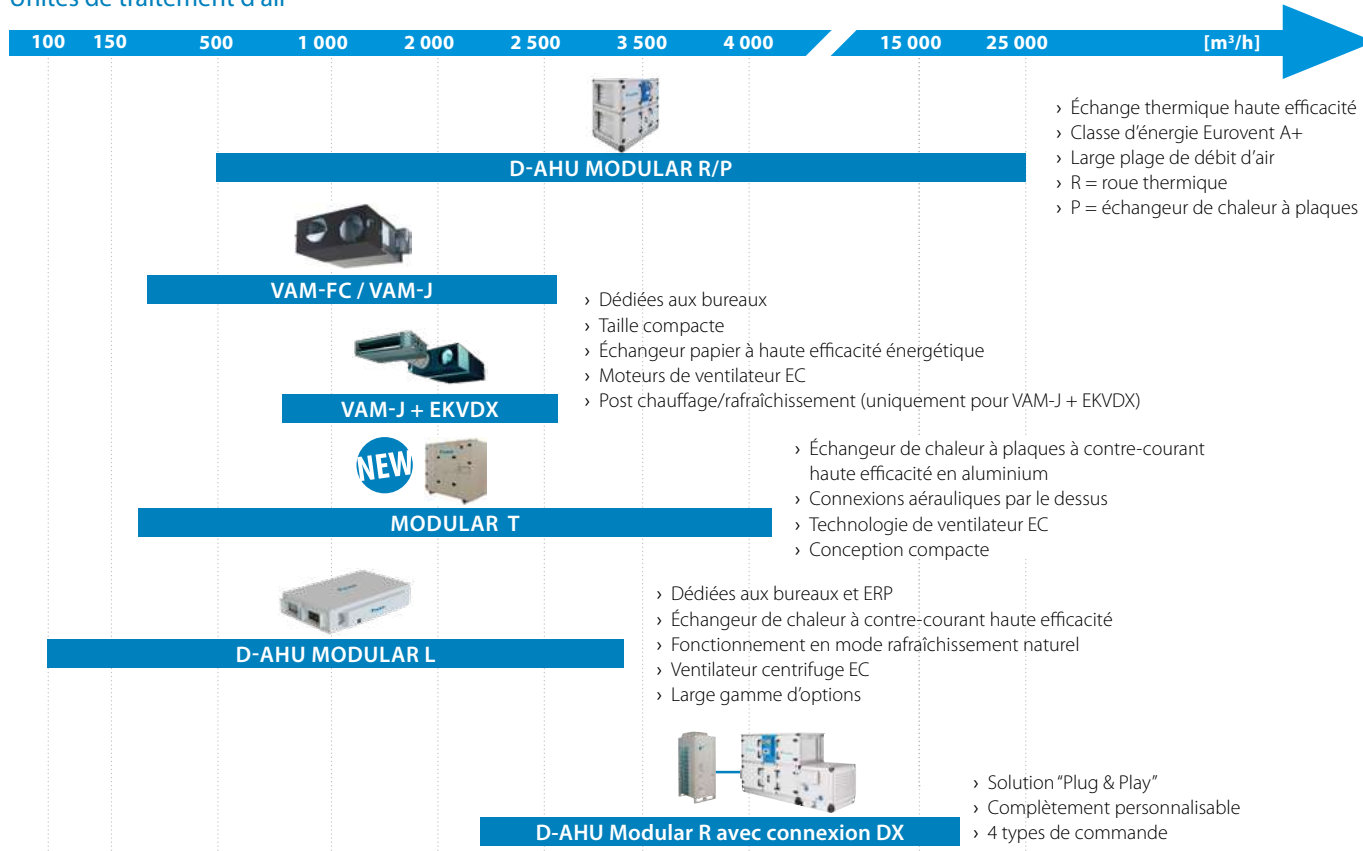 Unités de traitement d'air
100 150 500 1 000 2 000 2 500 3 500 4 000 15 000 25 000 [m³/h]
› Échange thermique haute efficacité
› Classe d'énergie Eurovent A+
› Large plage de débit d'air
› R = roue thermique
› P = échangeur de chaleur à plaques
D-AHU MODULAR R/P
VAM-FC / VAM-J
› Dédiées aux bureaux
› Taille compacte
› Échangeur papier à haute efficacité énergétique
› Moteurs de ventilateur EC
› Post chauffage/rafraîchissement (uniquement pour VAM-J + EKVDX)
VAM-J + EKVDX
NEW
› Échangeur de chaleur à plaques à contre-courant
haute efficacité en aluminium
› Connexions aérauliques par le dessus
› Technologie de ventilateur EC
› Conception compacte
MODULAR T
› Dédiées aux bureaux et ERP
› Échangeur de chaleur à contre-courant haute efficacité
› Fonctionnement en mode rafraîchissement naturel
› Ventilateur centrifuge EC
› Large gamme d'options
D-AHU MODULAR L
› Solution "Plug & Play"
› Complètement personnalisable
› 4 types de commande
D-AHU Modular R avec connexion DX